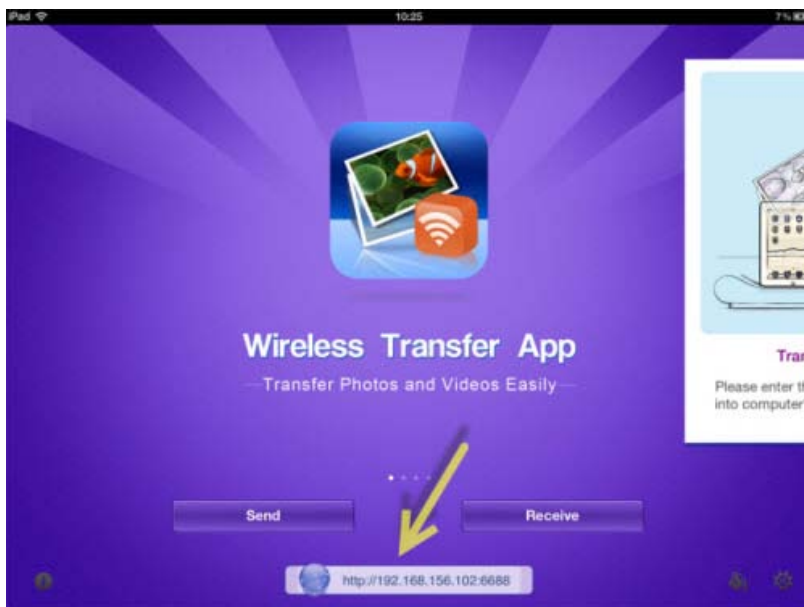 iPad
10:25
7%
Wireless Transfer App
Transfer Photos and Videos Easily
Please enter
into computer
Send
Receive
http://192.168.156.102:6688